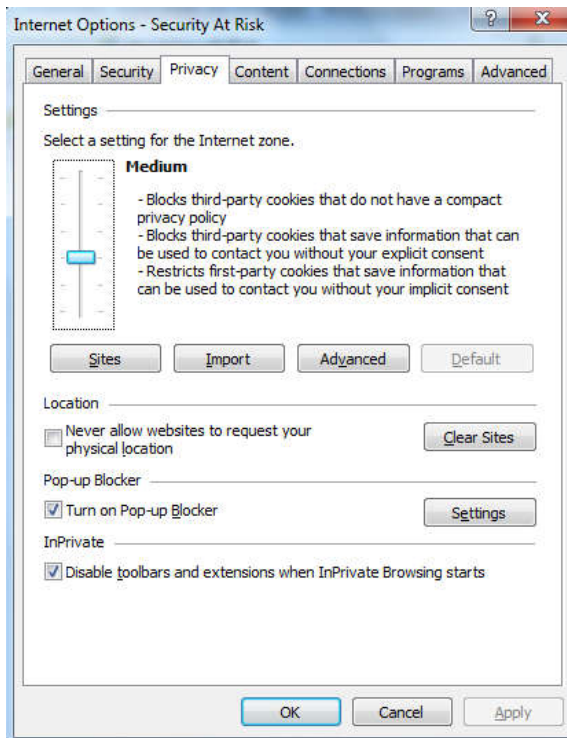 Internet Options - Security At Risk
General Security Privacy Content Connections Programs Advanced
Settings
Select a setting for the Internet zone.
Medium
- Blocks third-party cookies that do not have a compact
privacy policy
- Blocks third-party cookies that save information that can
be used to contact you without your explicit consent
- Restricts first-party cookies that save information that
can be used to contact you without your implicit consent
Sites Import Advanced Default
Location
Never allow websites to request your
physical location
Clear Sites
Pop-up Blocker
Turn on Pop-up Blocker
Settings
InPrivate
Disable toolbars and extensions when InPrivate Browsing starts
OK Cancel Apply